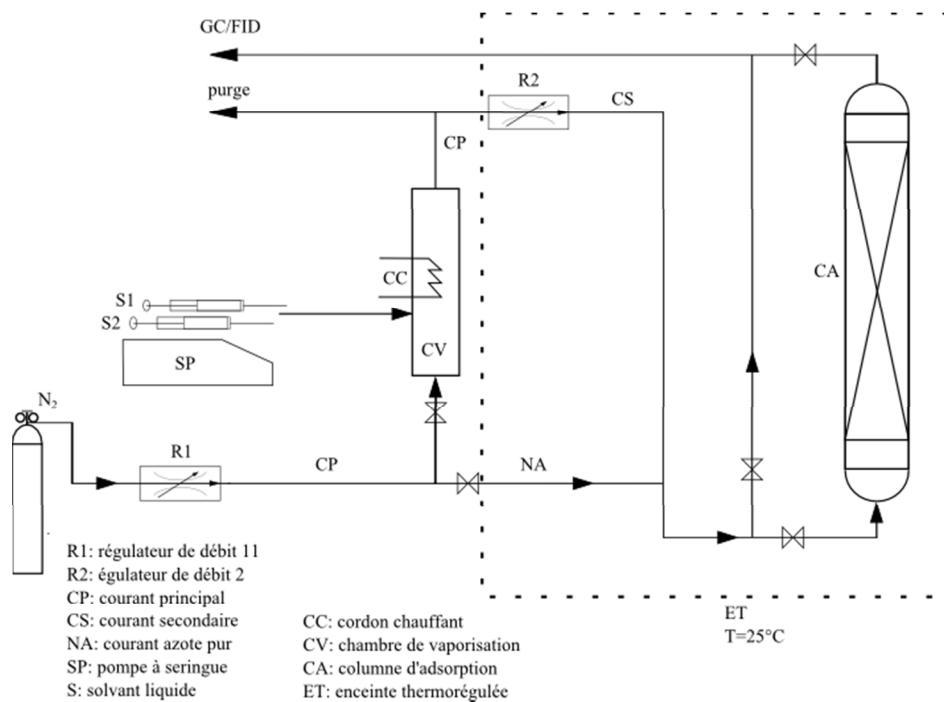 GC/FID
purge
R2
CS
CP
CC
CA
S1
S2
CV
SP
N2
R1
CP
NA
R1: régulateur de débit 11
R2: égulateur de débit 2
CP: courant principal
CS: courant secondaire
NA: courant azote pur
SP: pompe à seringue
S: solvant liquide
CC: cordon chauffant
CV: chambre de vaporisation
CA: columne d'adsorption
ET: enceinte thermorégulée
ET
T=25°C